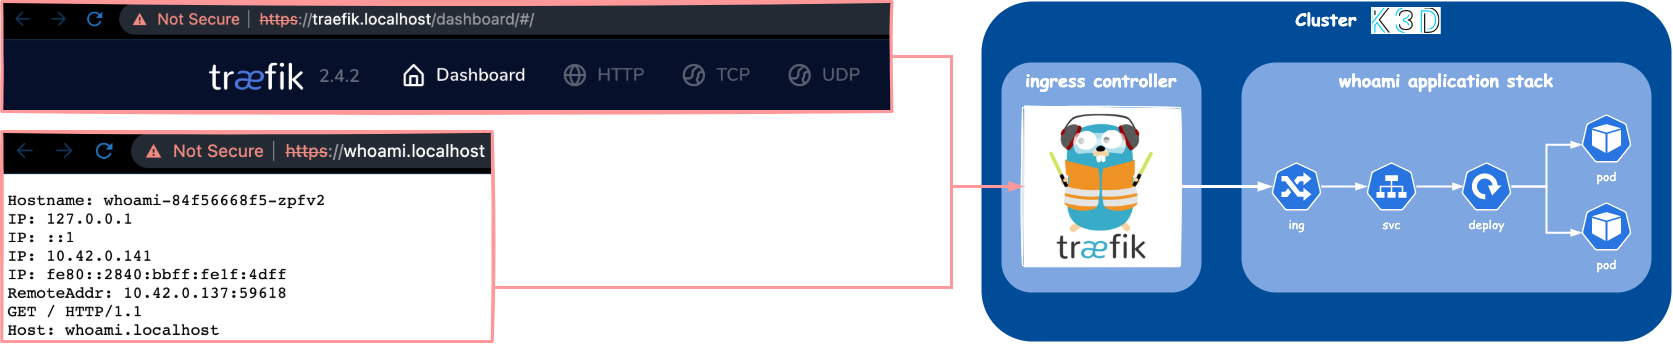 Not Secure | https://traefik.localhost/dashboard/#/
træfik 2.4.2 Dashboard HTTP TCP UDP
Not Secure | https://whoami.localhost
Hostname: whoami-84f56668f5-zpfv2
IP: 127.0.0.1
IP: ::1
IP: 10.42.0.141
IP: fe80::2840:bbff:fe1f:4dff
RemoteAddr: 10.42.0.137:59618
GET / HTTP/1.1
Host: whoami.localhost
Cluster K3D
ingress controller
træfik
whoami application stack
ing
svc
deploy
pod
pod